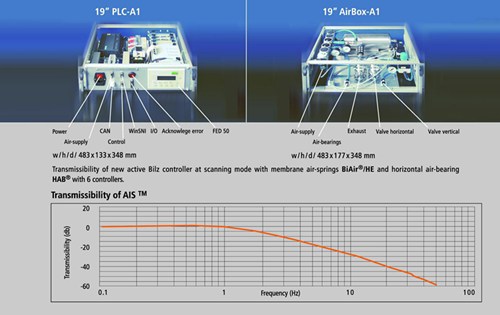 19" PLC-A1
19" AirBox-A1
Power
CAN
WinSNI
I/O
Acknowlege error
FED 50
Air-supply
Control
Air-supply
Exhaust
Valve horizontal
Valve vertical
Air-bearings
w/h/d/ 483x133x348 mm
w/h/d/ 483x177x348 mm
Transmissibility of new active Bilz controller at scanning mode with membrane air-springs BiAir®/HE and horizontal air-bearing
HAB® with 6 controllers.
Transmissibility of AIS ™
Transmissibility (db)
20
0
-20
-40
-60
0.1
1
Frequency (Hz)
10
100